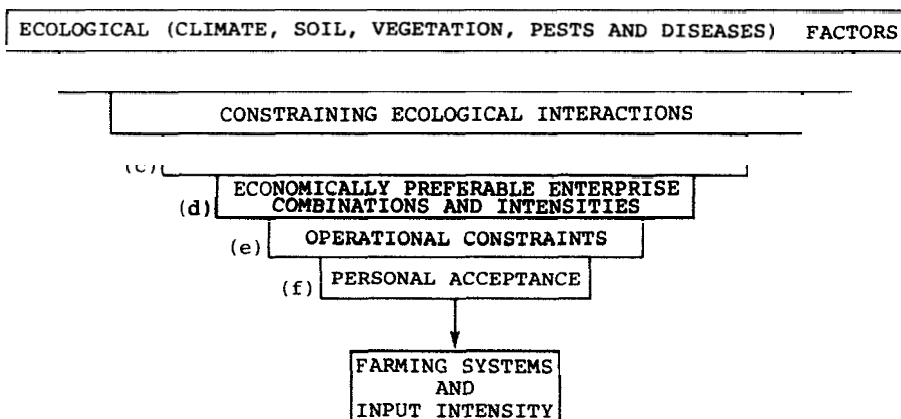 ECOLOGICAL (CLIMATE, SOIL, VEGETATION, PESTS AND DISEASES) FACTORS
CONSTRAINING ECOLOGICAL INTERACTIONS
(c)
ECONOMICALLY PREFERABLE ENTERPRISE
(d) COMBINATIONS AND INTENSITIES
(e) OPERATIONAL CONSTRAINTS
(f) PERSONAL ACCEPTANCE
FARMING SYSTEMS
AND
INPUT INTENSITY